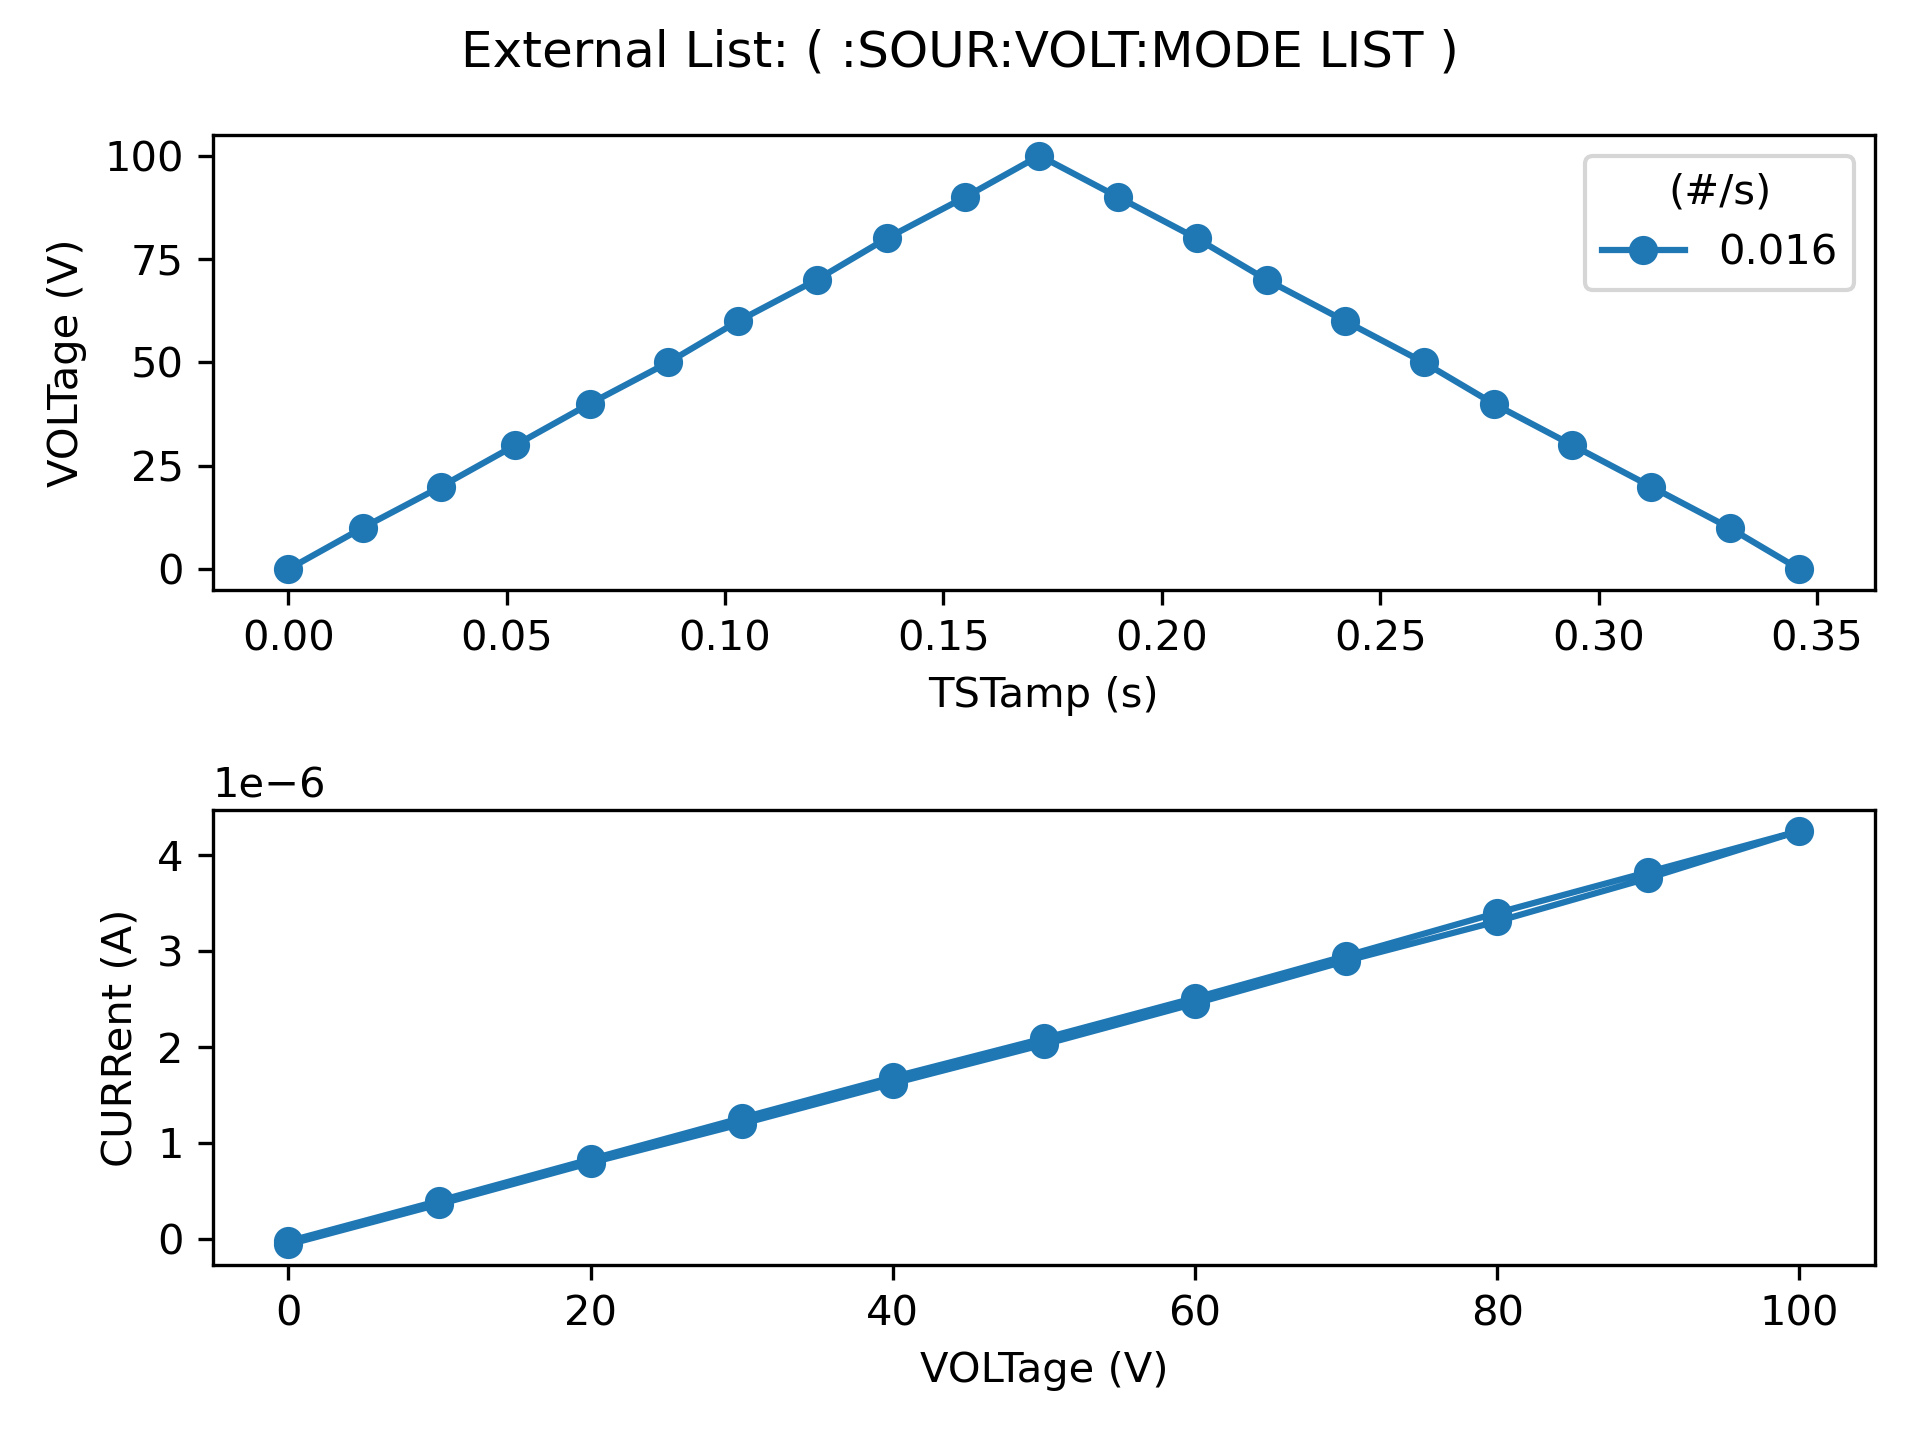 External List: ( :SOUR:VOLT:MODE LIST )
100
75
50
25
0
VOLTage (V)
(#/s)
0.016
0.00 0.05 0.10 0.15 0.20 0.25 0.30 0.35
TSTamp (s)
1e−6
4
3
2
1
0
CURRent (A)
0 20 40 60 80 100
VOLTage (V)